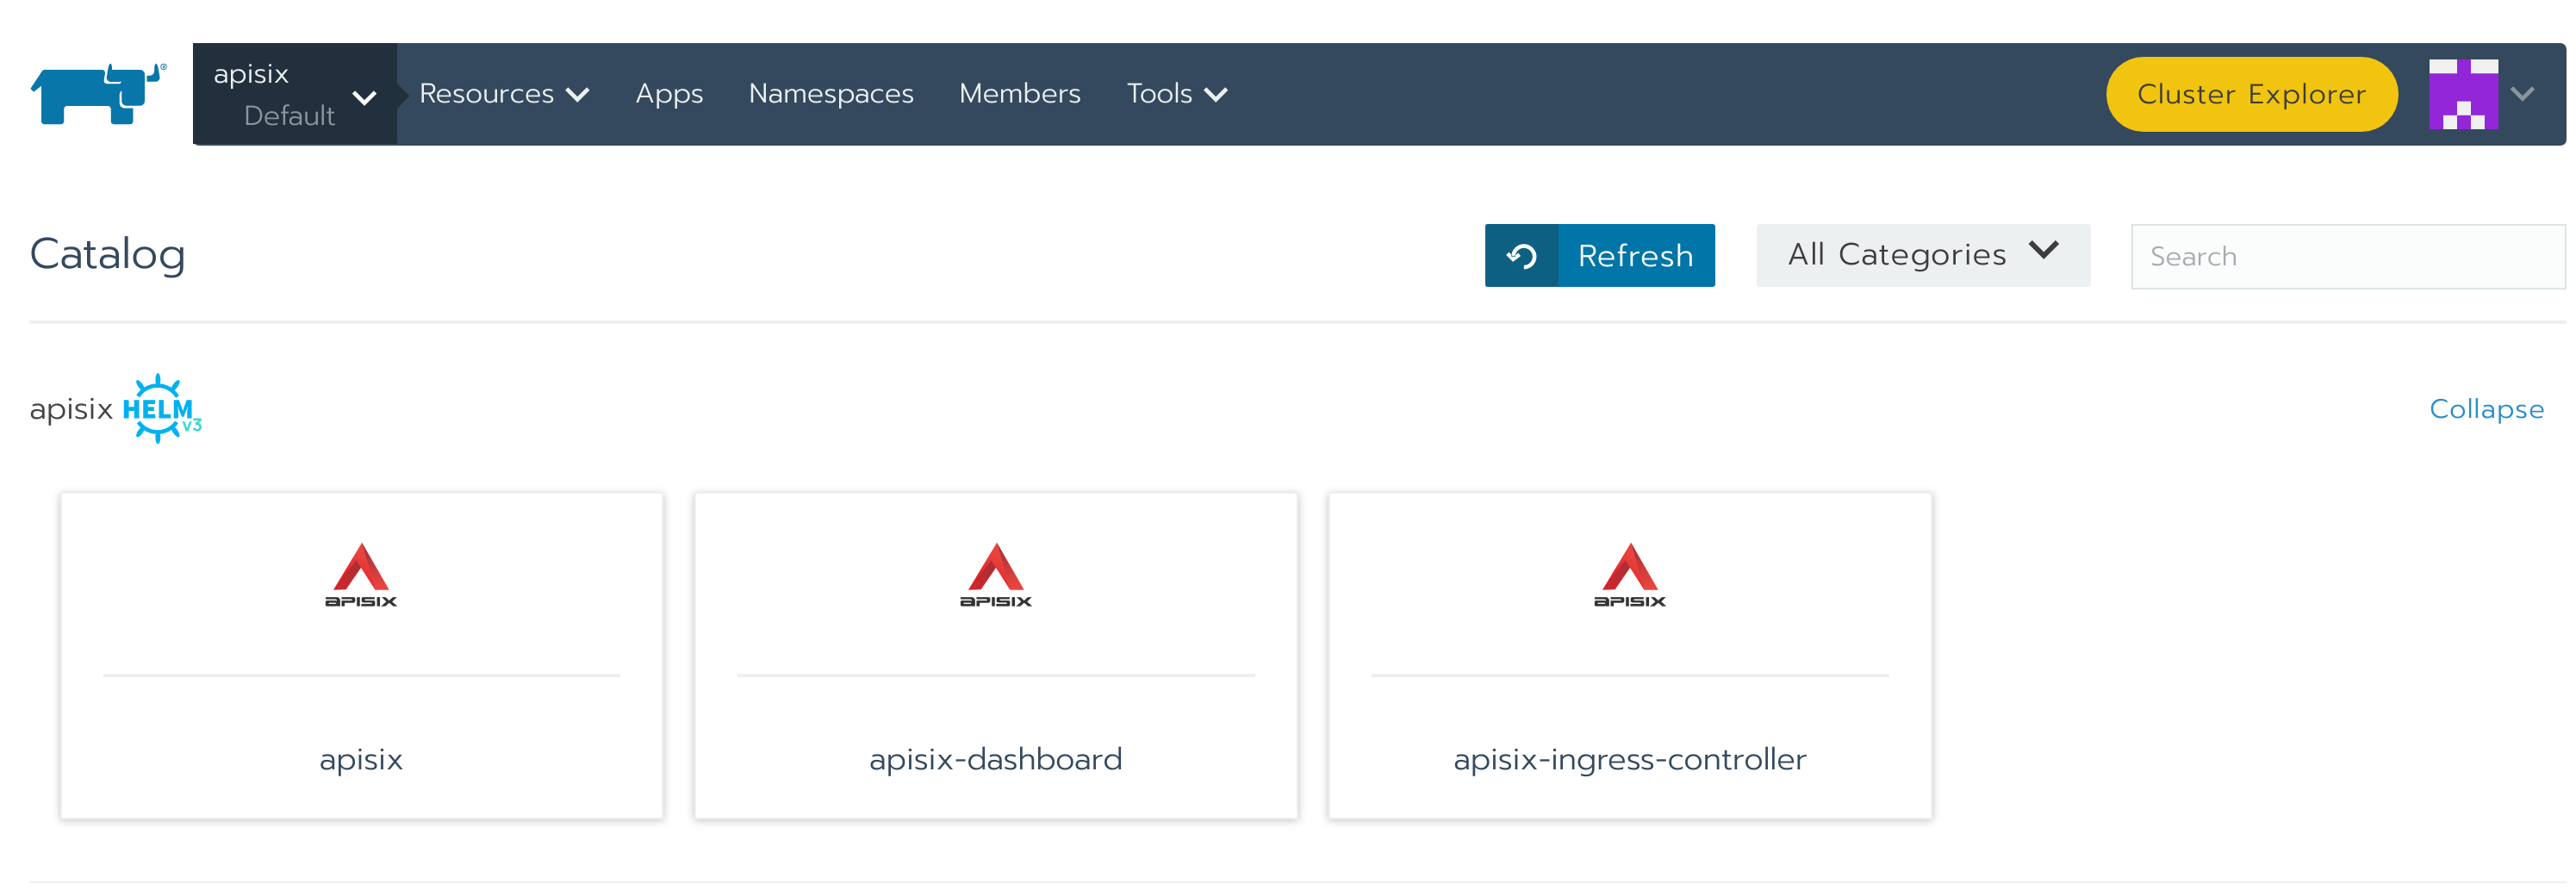 apisix
Default
Resources Apps Namespaces Members Tools
Cluster Explorer
Catalog
Refresh
All Categories
Search
apisix
HELM
v3
Collapse
APISIX
APISIX
APISIX
apisix
apisix-dashboard
apisix-ingress-controller